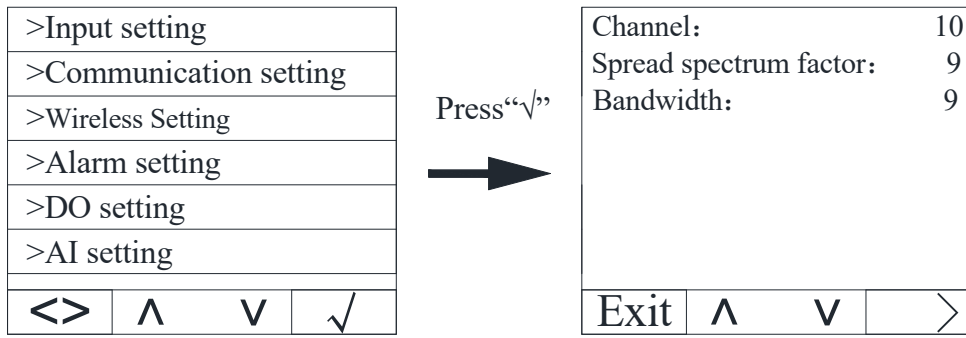 >Input setting
>Communication setting
>Wireless Setting
>Alarm setting
>DO setting
>AI setting
<> ∧ ∨ √
Press“√”
Channel： 10
Spread spectrum factor： 9
Bandwidth： 9
Exit ∧ ∨ >